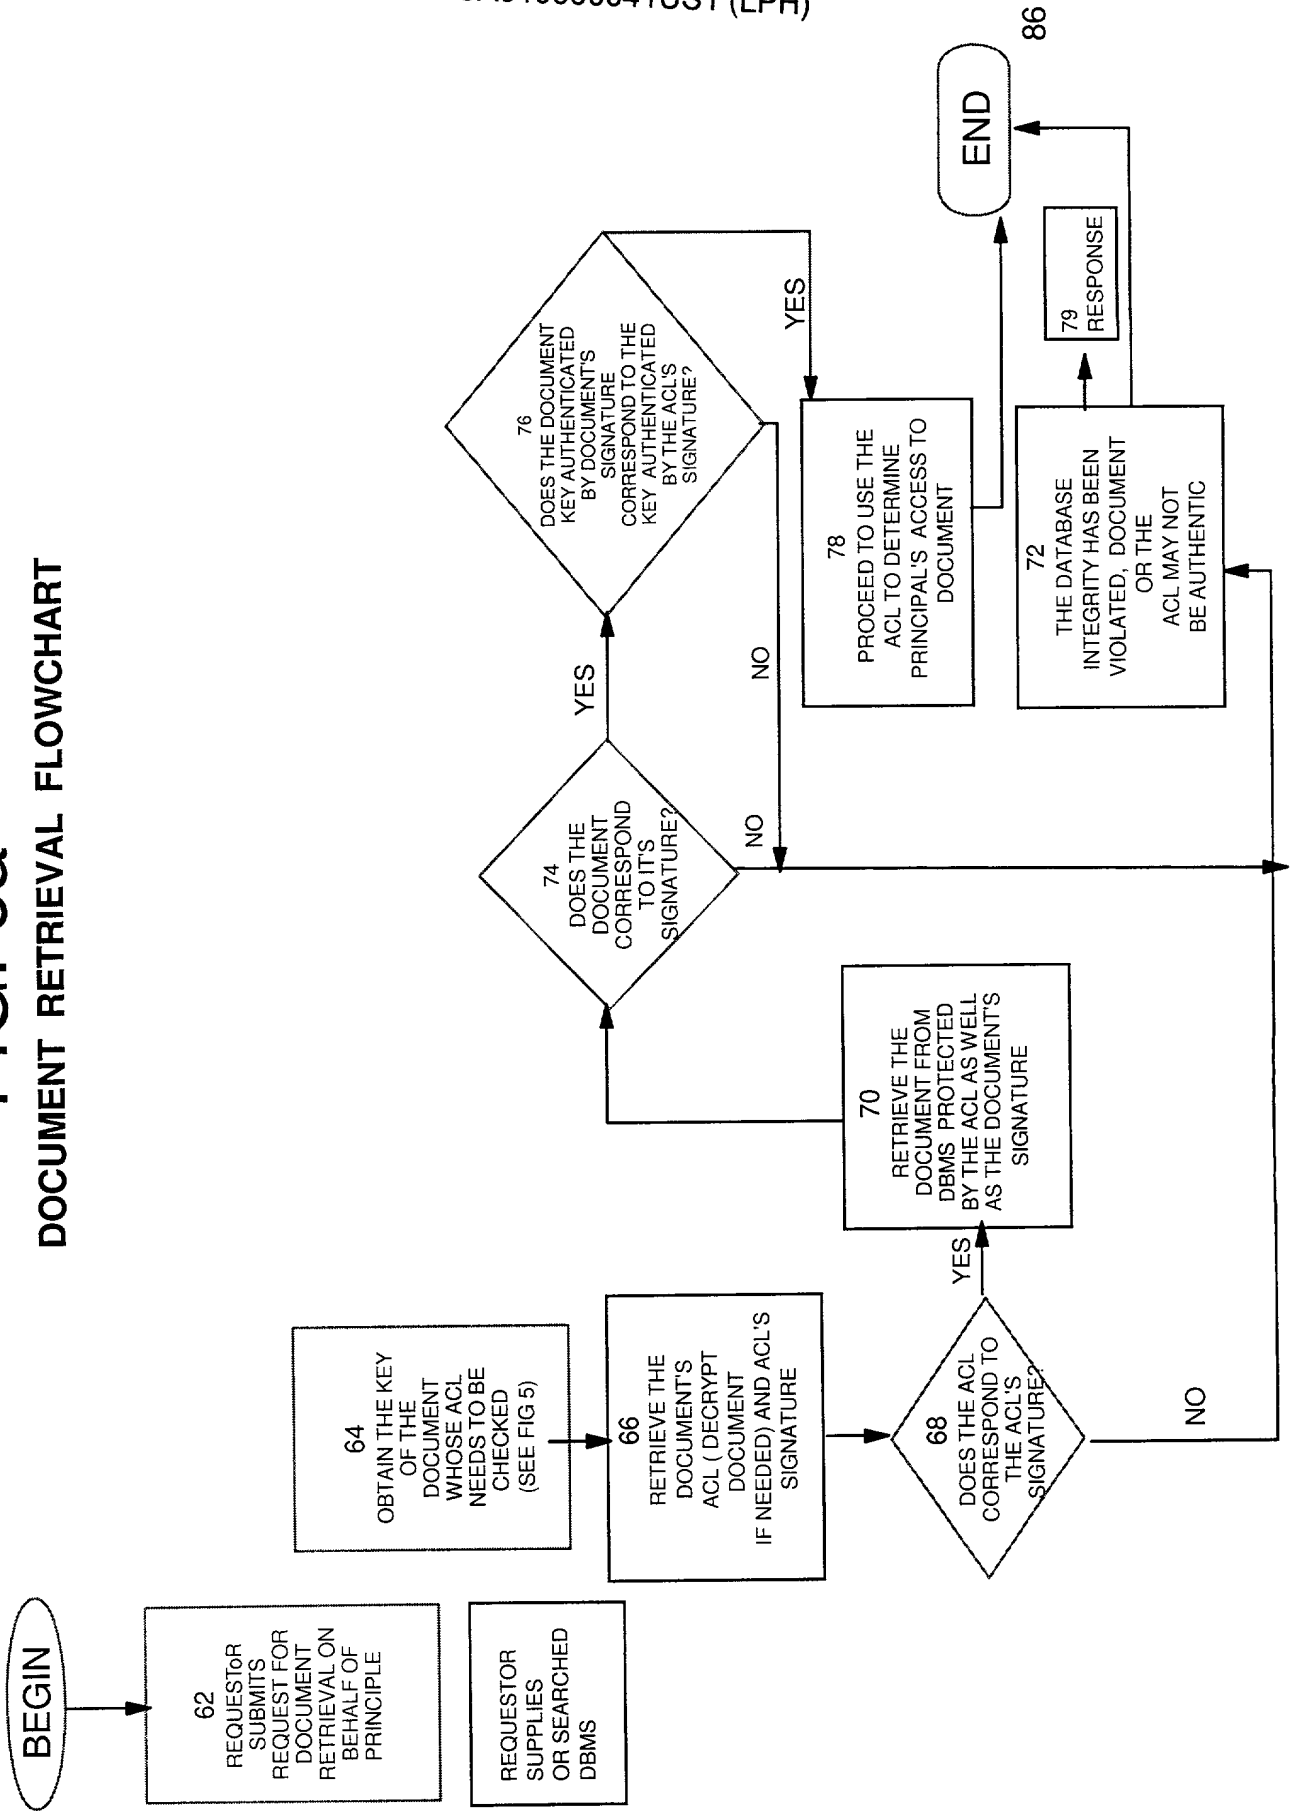 DOCUMENT RETRIEVAL FLOWCHART
BEGIN
62
REQUESToR
SUBMITS
REQUEST FOR
DOCUMENT
RETRIEVAL ON
BEHALF OF
PRINCIPLE
REQUESTOR
SUPPLIES
OR SEARCHED
DBMS
64
OBTAIN THE KEY
OF THE
DOCUMENT
WHOSE ACL
NEEDS TO BE
CHECKED
(SEE FIG 5)
66
RETRIEVE THE
DOCUMENT'S
ACL ( DECRYPT
DOCUMENT
IF NEEDED) AND ACL'S
SIGNATURE
68
DOES THE ACL
CORRESPOND TO
THE ACL'S
SIGNATURE?
YES
NO
70
RETRIEVE THE
DOCUMENT FROM
DBMS PROTECTED
BY THE ACL AS WELL
AS THE DOCUMENT'S
SIGNATURE
74
DOES THE
DOCUMENT
CORRESPOND
TO IT'S
SIGNATURE?
YES
NO
76
DOES THE DOCUMENT
KEY AUTHENTICATED
BY DOCUMENT'S
SIGNATURE
CORRESPOND TO THE
KEY AUTHENTICATED
BY THE ACL'S
SIGNATURE?
YES
NO
78
PROCEED TO USE THE
ACL TO DETERMINE
PRINCIPAL'S ACCESS TO
DOCUMENT
72
THE DATABASE
INTEGRITY HAS BEEN
VIOLATED, DOCUMENT
OR THE
ACL MAY NOT
BE AUTHENTIC
79
RESPONSE
END
86
(LPH)